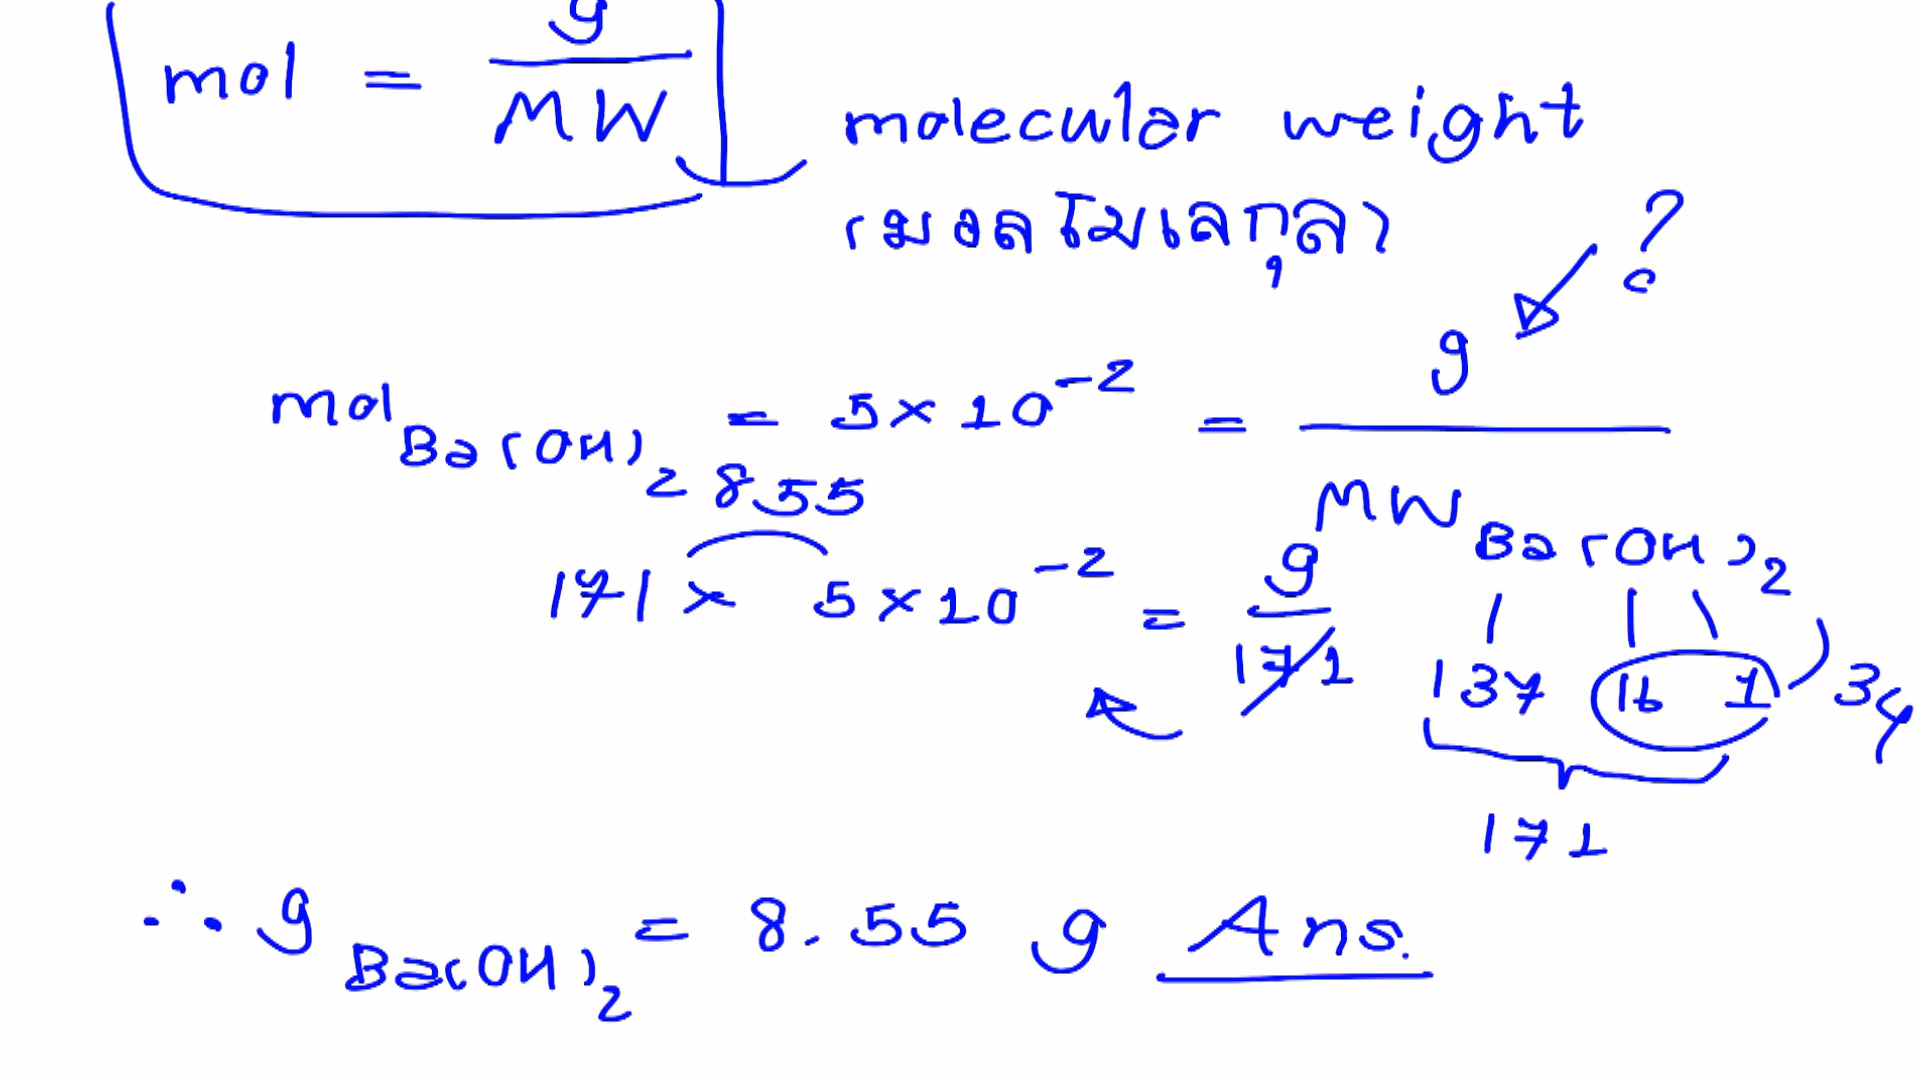 mol = g / MW
molecular weight
(มวลโมเลกุล)
?
mol Ba(OH)₂ = 5 × 10⁻² = g / MW Ba(OH)₂
855
171 × 5 × 10⁻² = g / 171
137 16 1 ) 34
171
∴ g Ba(OH)₂ = 8.55 g Ans.